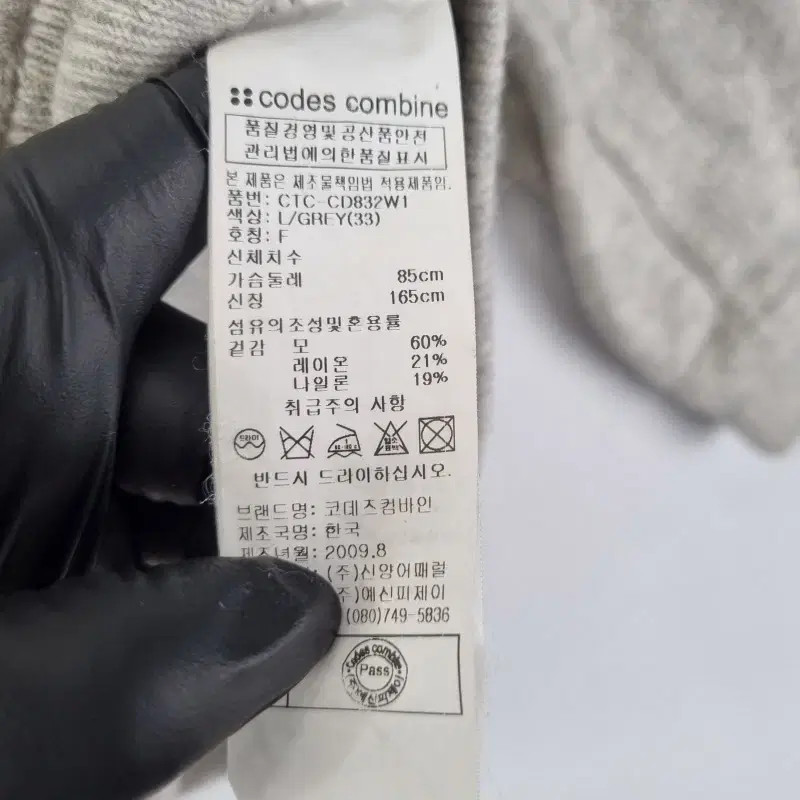 codes combine
품질경영및공산품안전
관리법에의한품질표시
본 제품은 제조물책임법 적용제품임.
품번: CTC-CD832W1
색상: L/GREY(33)
호칭: F
신체치수
가슴둘레 85cm
신장 165cm
섬유의조성및혼용률
겉감 모 60%
레이온 21%
나일론 19%
취급주의 사항
드라이
반드시 드라이하십시오.
브랜드명: 코데즈컴바인
제조국명: 한국
제조년월: 2009.8
(주)신양어패럴
주)예신피제이
(080)749-5836
codes combine
Pass